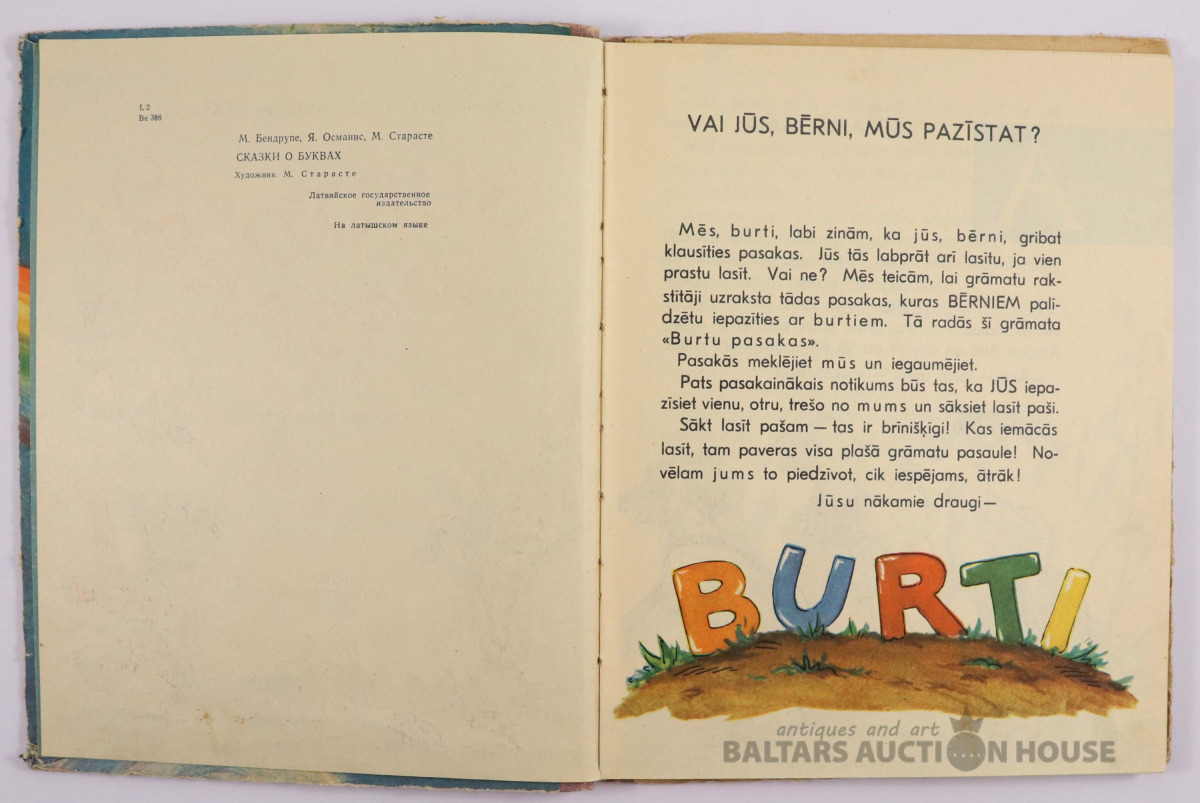 L 2
Be 398
М. Бендрупе, Я. Османис, М. Старасте
СКАЗКИ О БУКВАХ
Художник М. Старасте
Латвийское государственное
издательство
На латышском языке
VAI JŪS, BĒRNI, MŪS PAZĪSTAT?
Mēs, burti, labi zinām, ka jūs, bērni, gribat
klausīties pasakas. Jūs tās labprāt arī lasītu, ja vien
prastu lasīt. Vai ne? Mēs teicām, lai grāmatu rak-
stītāji uzraksta tādas pasakas, kuras BĒRNIEM palī-
dzētu iepazīties ar burtiem. Tā radās šī grāmata
«Burtu pasakas».
Pasakās meklējiet mūs un iegaumējiet.
Pats pasakainākais notikums būs tas, ka JŪS iepa-
zīsiet vienu, otru, trešo no mums un sāksiet lasīt paši.
Sākt lasīt pašam — tas ir brīnišķīgi! Kas iemācās
lasīt, tam paveras visa plašā grāmatu pasaule! No-
vēlam jums to piedzīvot, cik iespējams, ātrāk!
Jūsu nākamie draugi—
BURTI
antiques and art
BALTARS AUCTION HOUSE